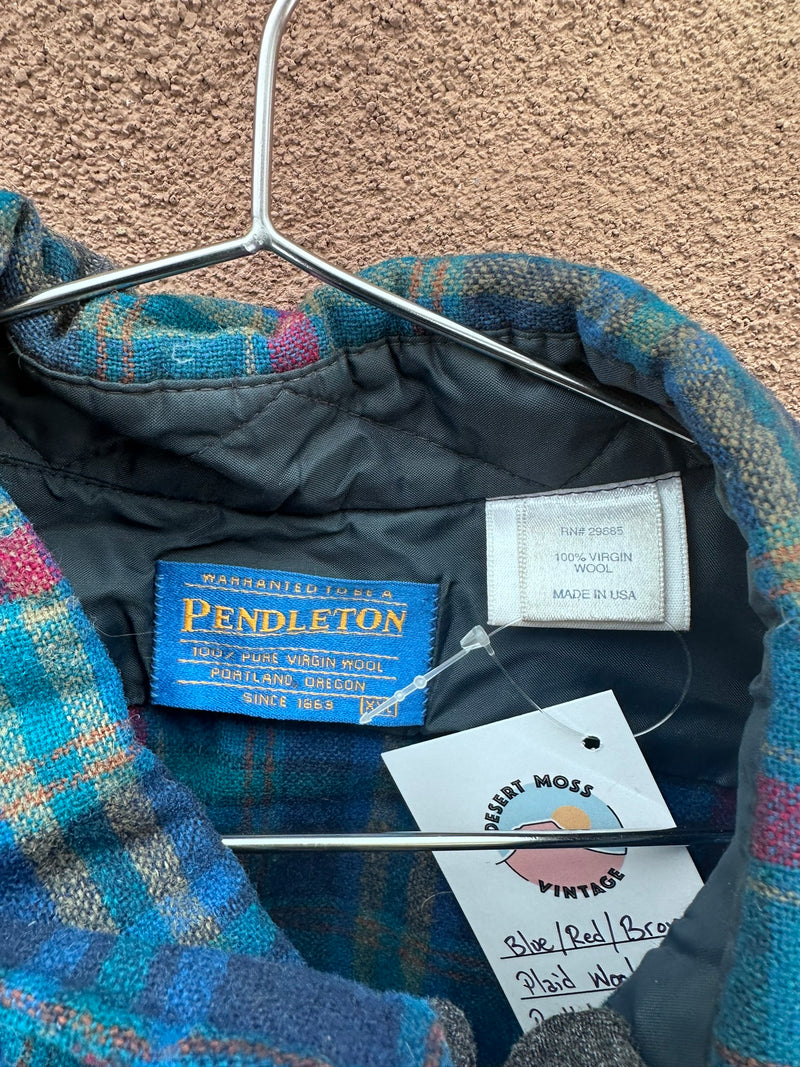 RN# 29685
100% VIRGIN
WOOL
MADE IN USA
WARRANTED TO BE A
PENDLETON
100% PURE VIRGIN WOOL
PORTLAND, OREGON
SINCE 1863
DESERT MOSS
VINTAGE
Blue/Red/Brow
Plaid Woo